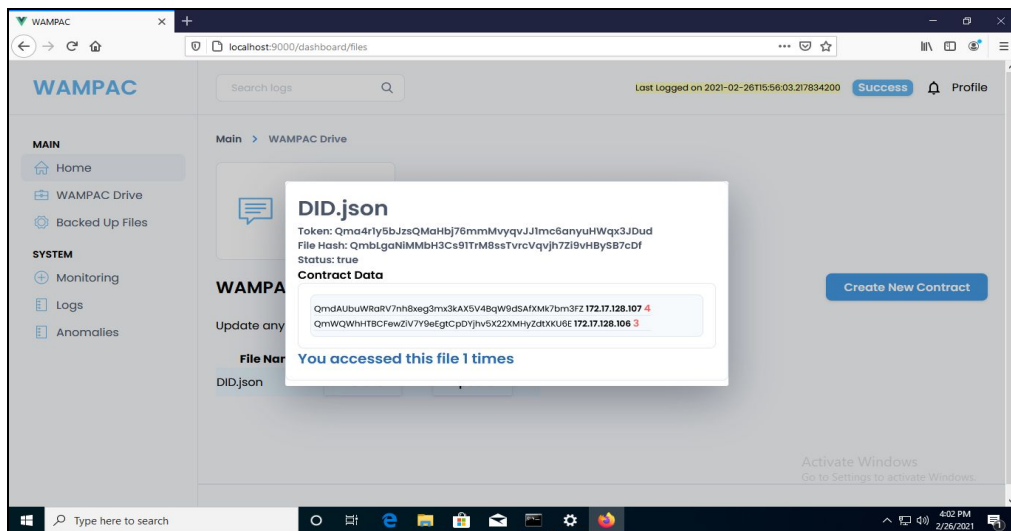 WAMPAC
localhost:9000/dashboard/files
WAMPAC
Search logs
Last Logged on 2021-02-26T15:56:03.217834200
Success
Profile
MAIN
Home
WAMPAC Drive
Backed Up Files
SYSTEM
Monitoring
Logs
Anomalies
Main > WAMPAC Drive
DID.json
Token: Qma4r1y5bJzsQMaHbj76mmMvyqvJJ1mc6anyuHWqx3JDud
File Hash: QmbLgaNiMMbH3Cs91TrM8ssTvrcVqvjh7Zi9vHBySB7cDf
Status: true
Contract Data
QmdAUbuWRaRV7nh8xeg3mx3kAX5V4BqW9dSAfXMk7bm3FZ 172.17.128.107 4
QmWQWhHTBCFewZiV7Y9eEgtCpDYjhv5X22XMHyZdtXKU6E 172.17.128.106 3
You accessed this file 1 times
WAMPA
Create New Contract
Update any
File Nar
DID.json
Activate Windows
Go to Settings to activate Windows.
Type here to search
4:02 PM
2/26/2021